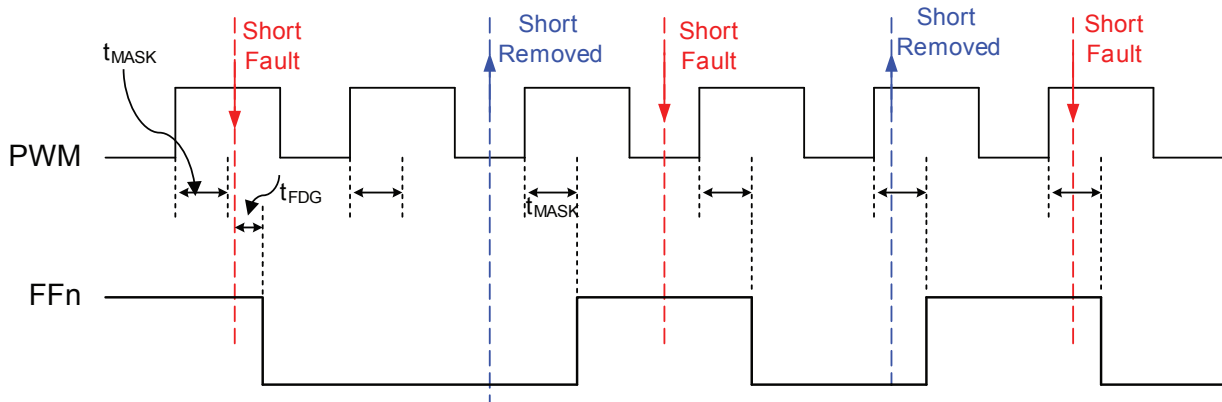 Short
Fault
Short
Removed
Short
Fault
Short
Removed
Short
Fault
tMASK
PWM
tFDG
tMASK
FFn